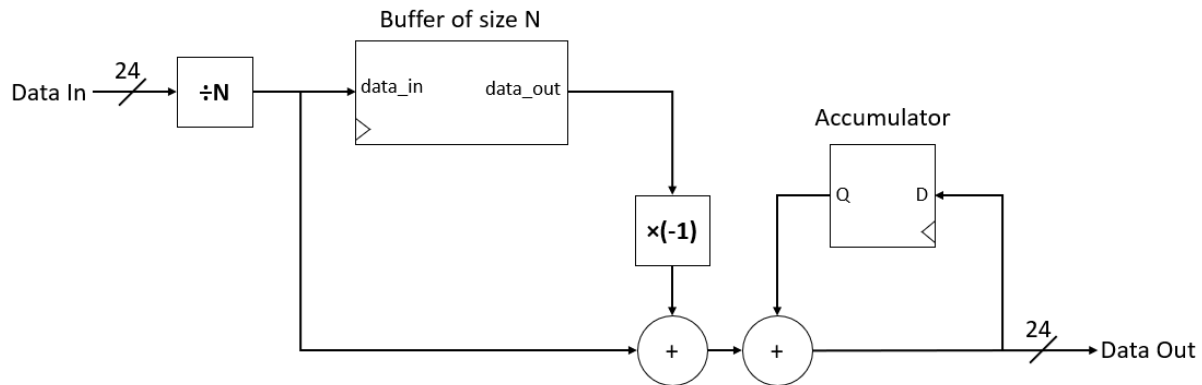 Buffer of size N
24
Data In
÷N
data_in
data_out
Accumulator
Q
D
×(-1)
+
+
24
Data Out